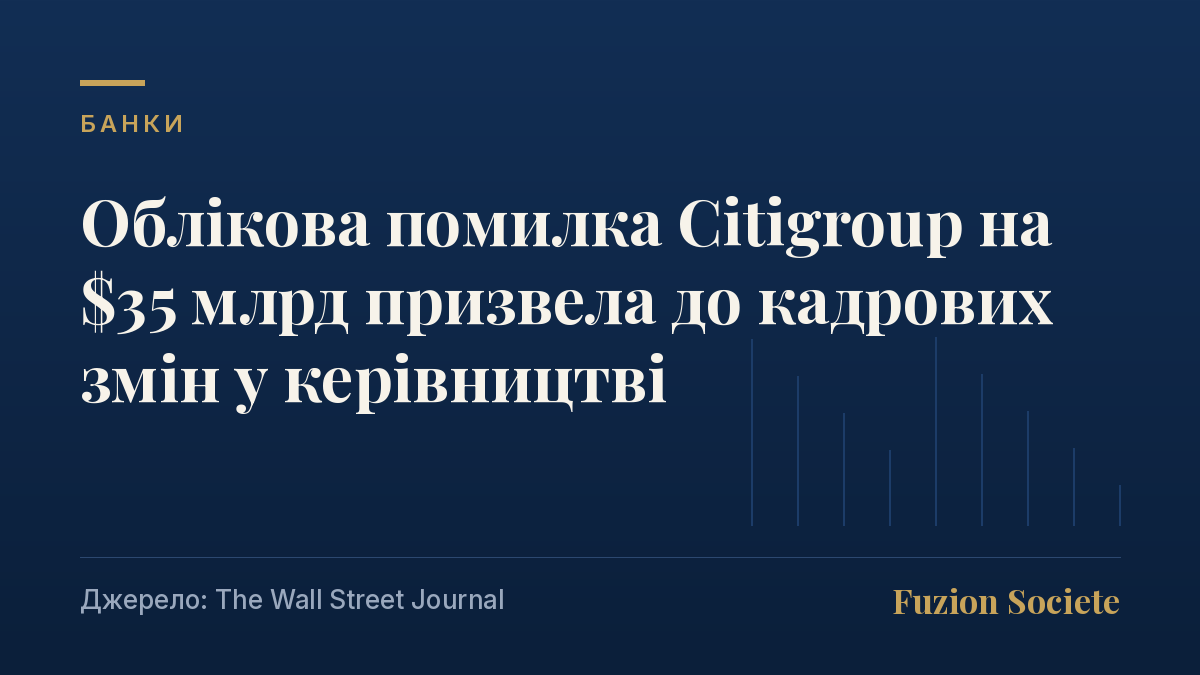 БАНКИ
Облікова помилка Citigroup на
$35 млрд призвела до кадрових
змін у керівництві
Джерело: The Wall Street Journal
Fuzion Societe